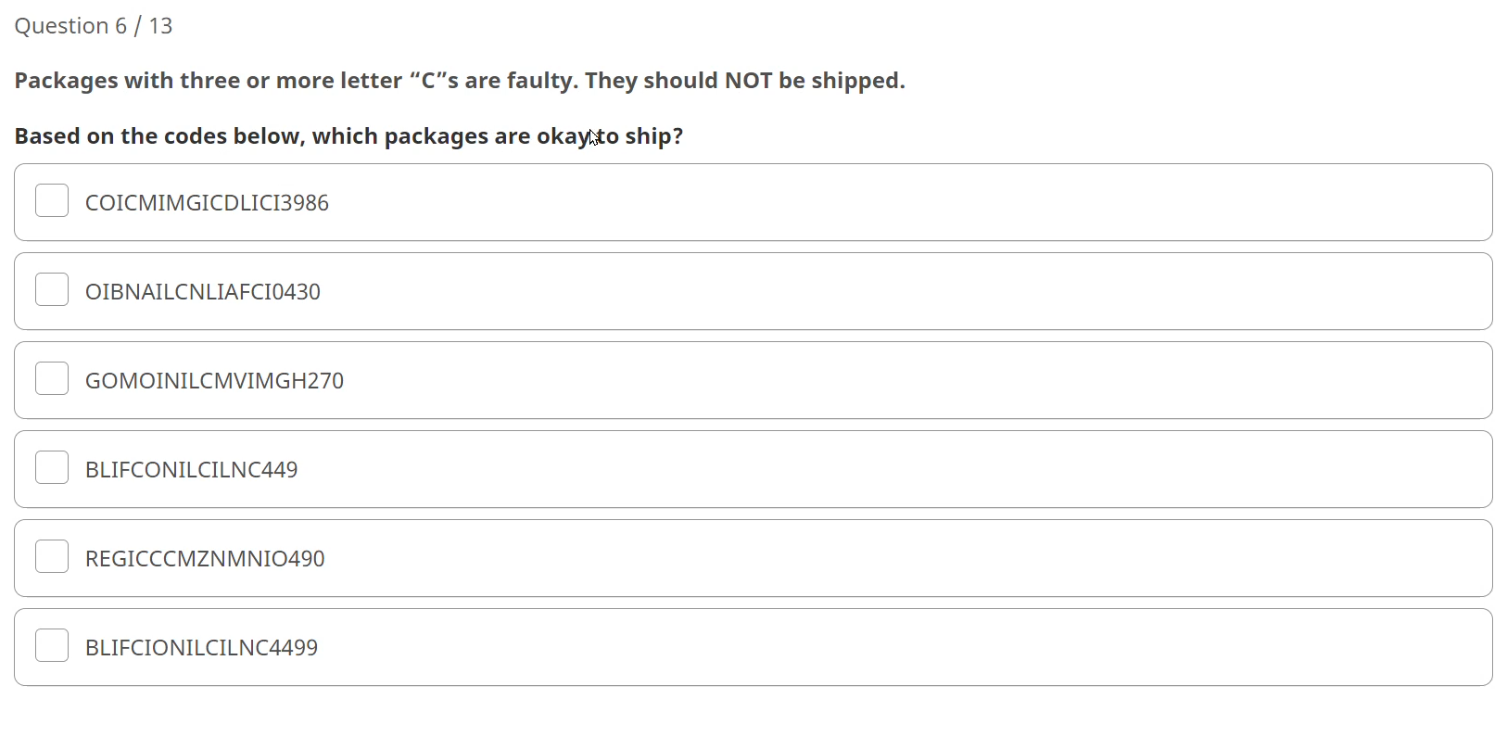 Question 6 / 13
Packages with three or more letter “C”s are faulty. They should NOT be shipped.
Based on the codes below, which packages are okay to ship?
COICMIMGICDLICI3986
OIBNAILCNLIAFCI0430
GOMOINILCMVIMGH270
BLIFCONILCILNC449
REGICCCMZNMNIO490
BLIFCIONILCILNC4499